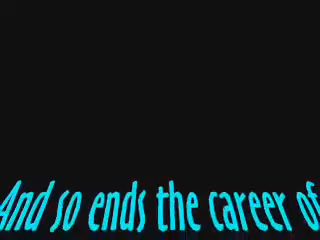 And so ends the career of